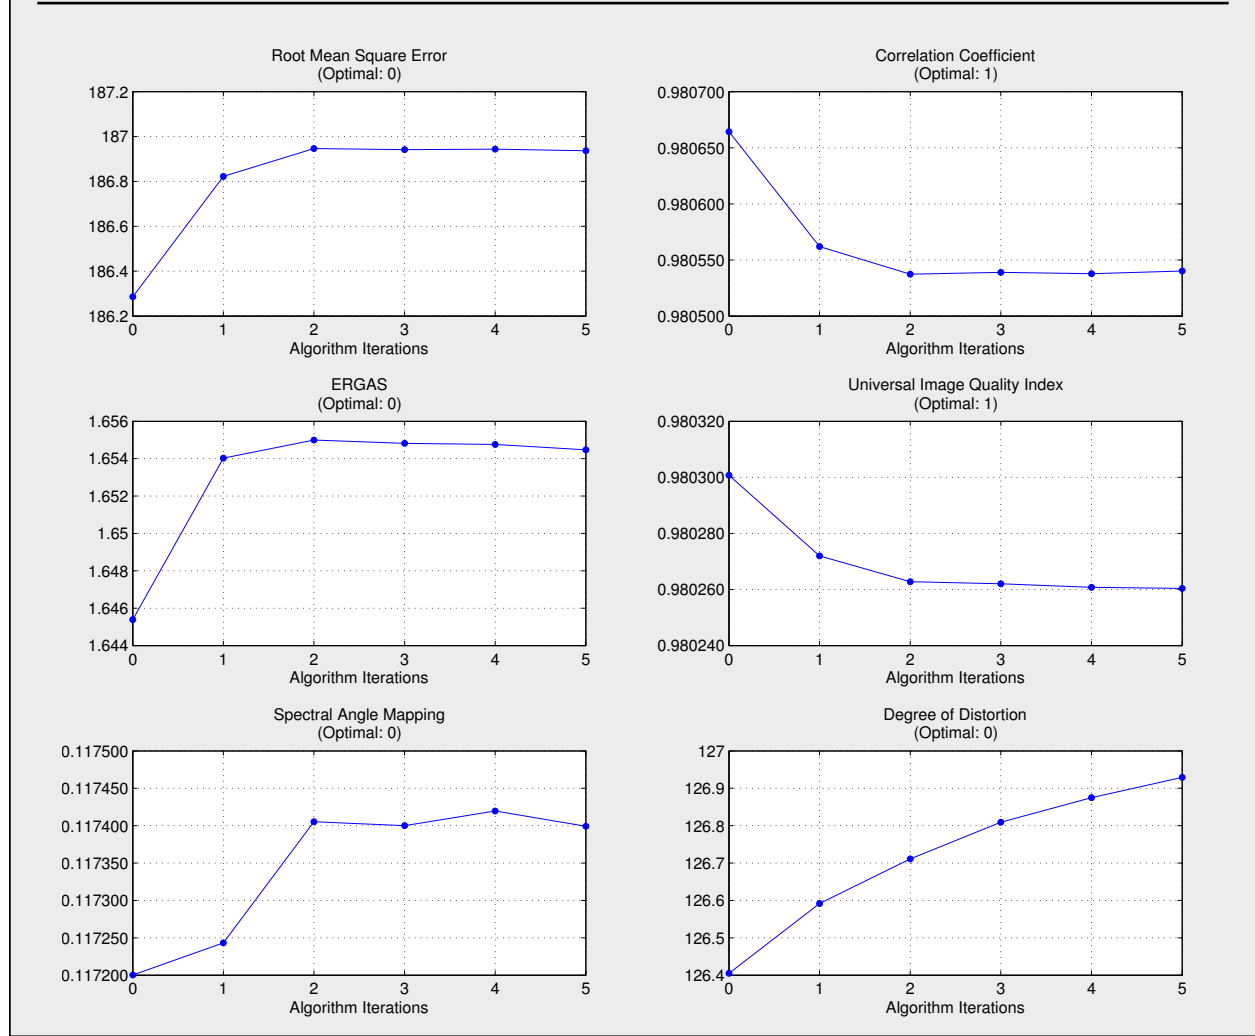 Root Mean Square Error
(Optimal: 0)
187.2
187
186.8
186.6
186.4
186.2
0 1 2 3 4 5
Algorithm Iterations
Correlation Coefficient
(Optimal: 1)
0.980700
0.980650
0.980600
0.980550
0.980500
0 1 2 3 4 5
Algorithm Iterations
ERGAS
(Optimal: 0)
1.656
1.654
1.652
1.65
1.648
1.646
1.644
0 1 2 3 4 5
Algorithm Iterations
Universal Image Quality Index
(Optimal: 1)
0.980320
0.980300
0.980280
0.980260
0.980240
0 1 2 3 4 5
Algorithm Iterations
Spectral Angle Mapping
(Optimal: 0)
0.117500
0.117450
0.117400
0.117350
0.117300
0.117250
0.117200
0 1 2 3 4 5
Algorithm Iterations
Degree of Distortion
(Optimal: 0)
127
126.9
126.8
126.7
126.6
126.5
126.4
0 1 2 3 4 5
Algorithm Iterations